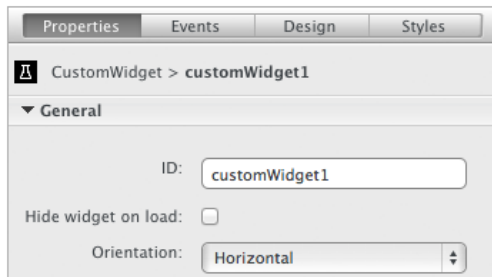 Properties Events Design Styles
CustomWidget > customWidget1
General
ID: customWidget1
Hide widget on load:
Orientation: Horizontal